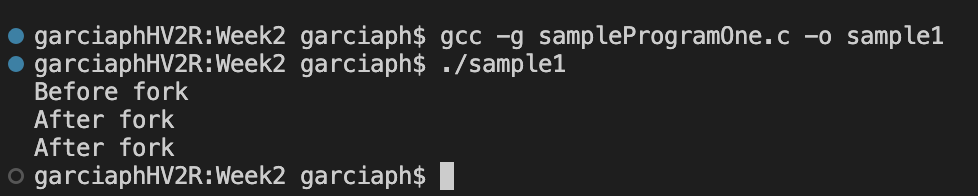 garciaphHV2R:Week2 garciaph$ gcc -g sampleProgramOne.c -o sample1
garciaphHV2R:Week2 garciaph$ ./sample1
Before fork
After fork
After fork
garciaphHV2R:Week2 garciaph$